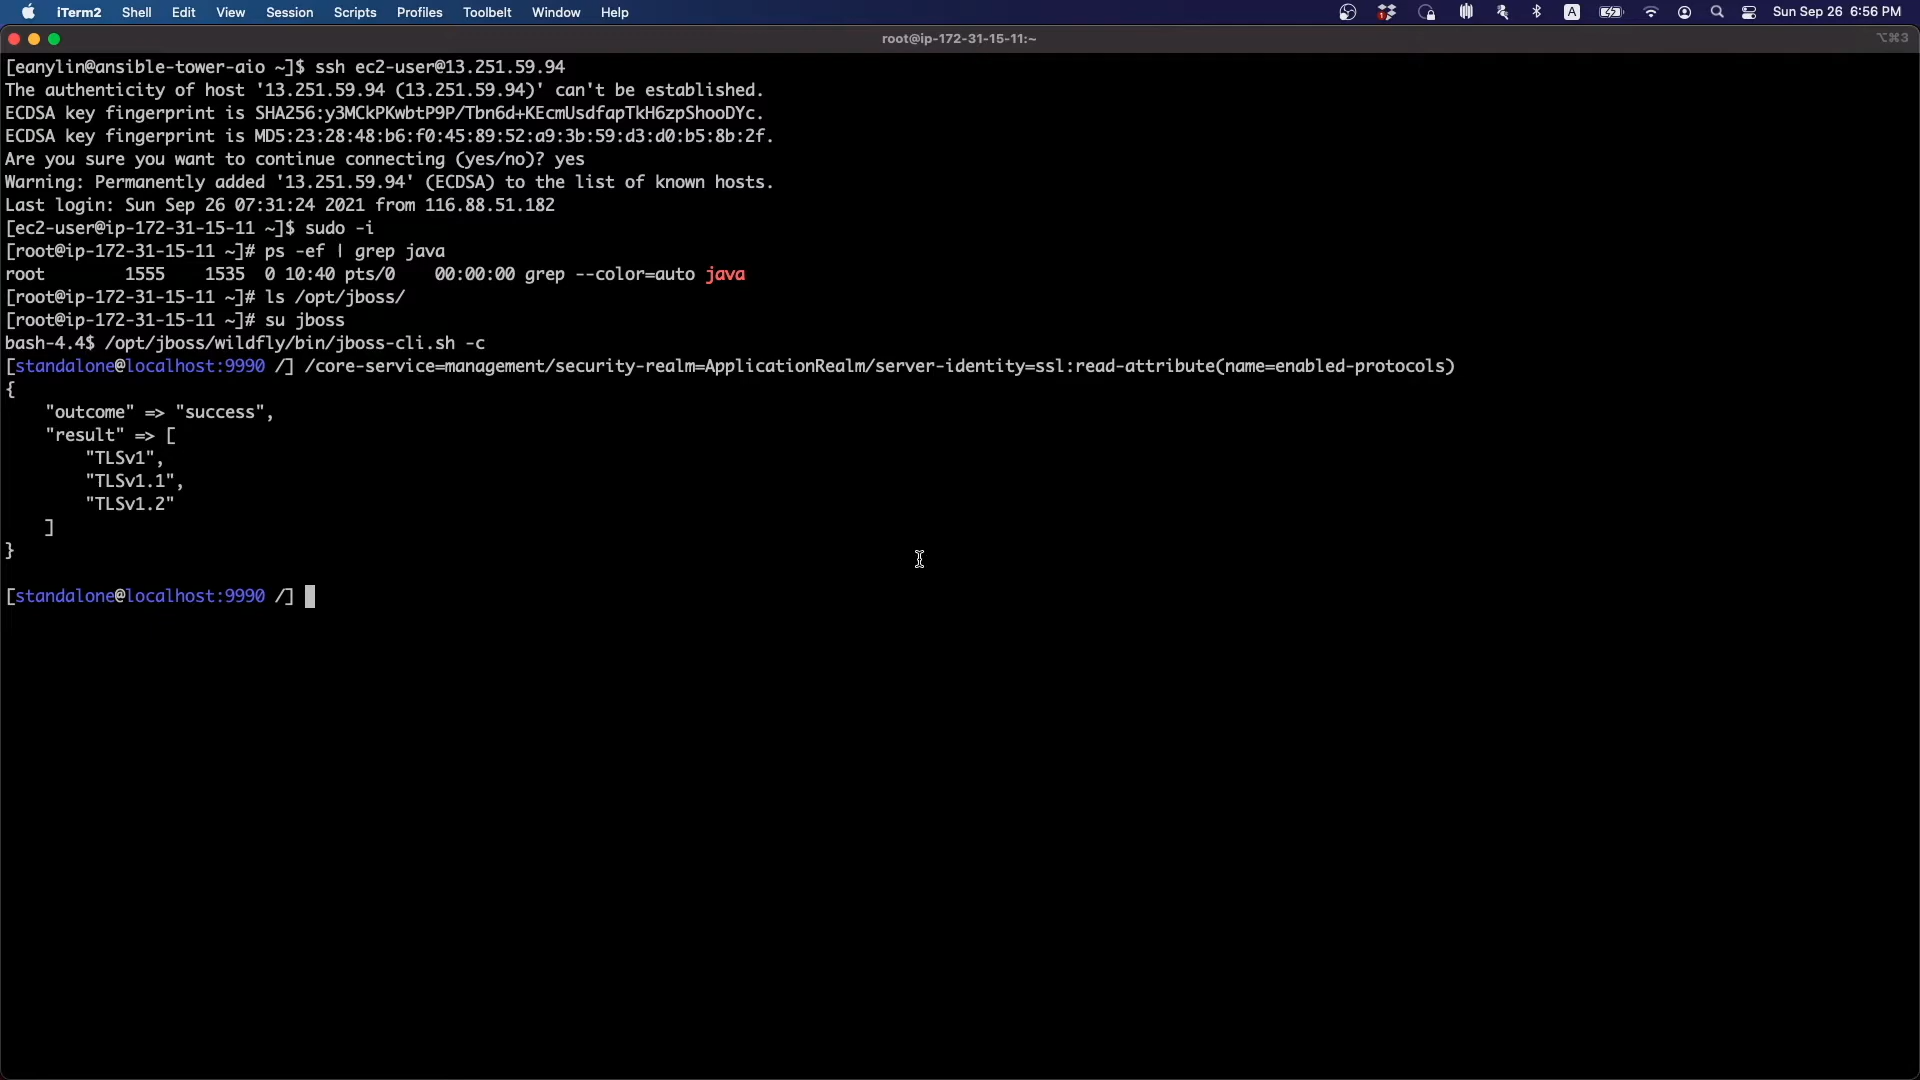 iTerm2 Shell Edit View Session Scripts Profiles Toolbelt Window Help 1 A Sun Sep 26 6:56 PM
root@ip-172-31-15-11:~ ⌥⌘3
[eanylin@ansible-tower-aio ~]$ ssh ec2-user@13.251.59.94
The authenticity of host '13.251.59.94 (13.251.59.94)' can't be established.
ECDSA key fingerprint is SHA256:y3MCkPKwbtP9P/Tbn6d+KEcmUsdfapTkH6zpShooDYc.
ECDSA key fingerprint is MD5:23:28:48:b6:f0:45:89:52:a9:3b:59:d3:d0:b5:8b:2f.
Are you sure you want to continue connecting (yes/no)? yes
Warning: Permanently added '13.251.59.94' (ECDSA) to the list of known hosts.
Last login: Sun Sep 26 07:31:24 2021 from 116.88.51.182
[ec2-user@ip-172-31-15-11 ~]$ sudo -i
[root@ip-172-31-15-11 ~]# ps -ef | grep java
root        1555    1535  0 10:40 pts/0    00:00:00 grep --color=auto java
[root@ip-172-31-15-11 ~]# ls /opt/jboss/
[root@ip-172-31-15-11 ~]# su jboss
bash-4.4$ /opt/jboss/wildfly/bin/jboss-cli.sh -c
[standalone@localhost:9990 /] /core-service=management/security-realm=ApplicationRealm/server-identity=ssl:read-attribute(name=enabled-protocols)
{
    "outcome" => "success",
    "result" => [
        "TLSv1",
        "TLSv1.1",
        "TLSv1.2"
    ]
}
[standalone@localhost:9990 /]